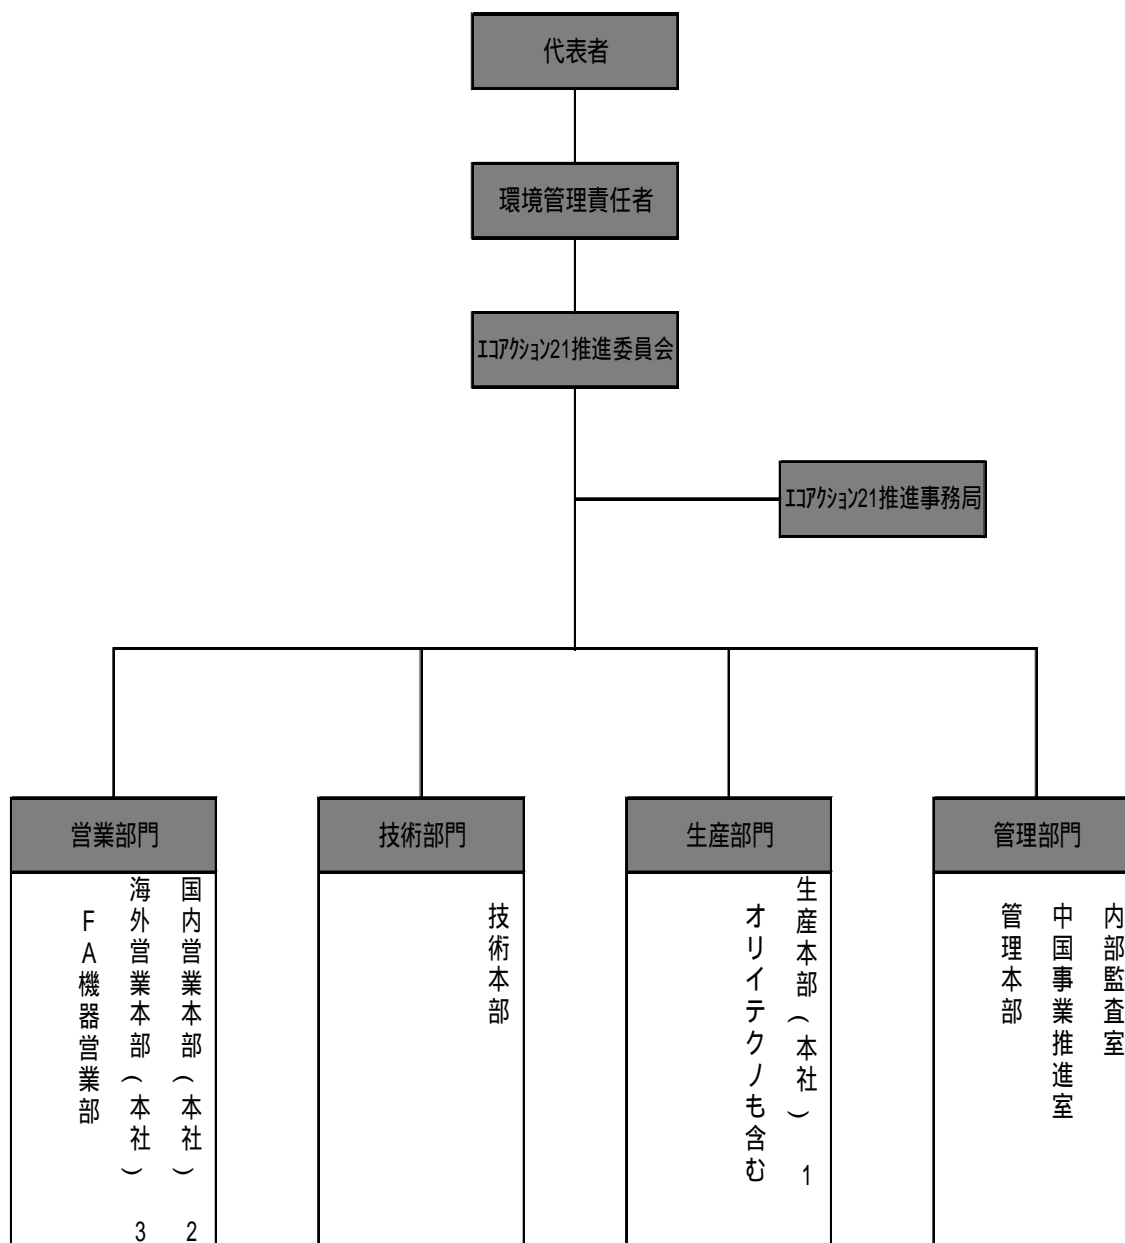 代表者
環境管理責任者
ｴｺｱｸｼｮﾝ21推進委員会
ｴｺｱｸｼｮﾝ21推進事務局
営業部門
国内営業本部（本社）　2
海外営業本部（本社）　3
ＦＡ機器営業部
技術部門
技術本部
生産部門
生産本部（本社）　1
オリイテクノも含む
管理部門
内部監査室
中国事業推進室
管理本部